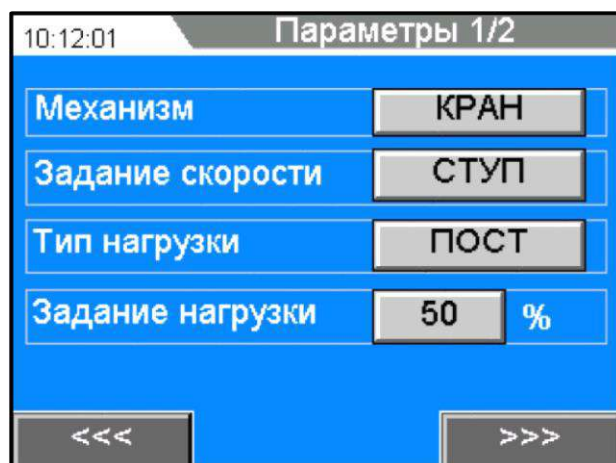 10:12:01 Параметры 1/2
Механизм КРАН
Задание скорости СТУП
Тип нагрузки ПОСТ
Задание нагрузки 50 %
<<< >>>